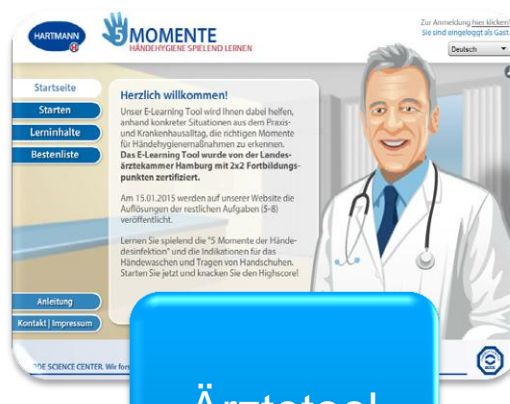 HARTMANN
5 MOMENTE
HÄNDEHYGIENE SPIELEND LERNEN
Zur Anmeldung hier klicken!
Sie sind eingeloggt als Gast.
Deutsch
Startseite
Starten
Lerninhalte
Bestenliste
Herzlich willkommen!
Unser E-Learning Tool wird Ihnen dabei helfen,
anhand konkreter Situationen aus dem Praxis-
und Krankenhausalltag, die richtigen Momente
für Händehygienemaßnahmen zu erkennen.
Das E-Learning Tool wurde von der Landes-
ärztekammer Hamburg mit 2x2 Fortbildungs-
punkten zertifiziert.
Am 15.01.2015 werden auf unserer Website die
Auflösungen der restlichen Aufgaben (5-8)
veröffentlicht.
Lernen Sie spielend die "5 Momente der Hände-
desinfektion" und die Indikationen für das
Händewaschen und Tragen von Handschuhen.
Starten Sie jetzt und knacken Sie den Highscore!
Anleitung
Kontakt | Impressum
SCIENCE CENTER. Wir
Ärztetool